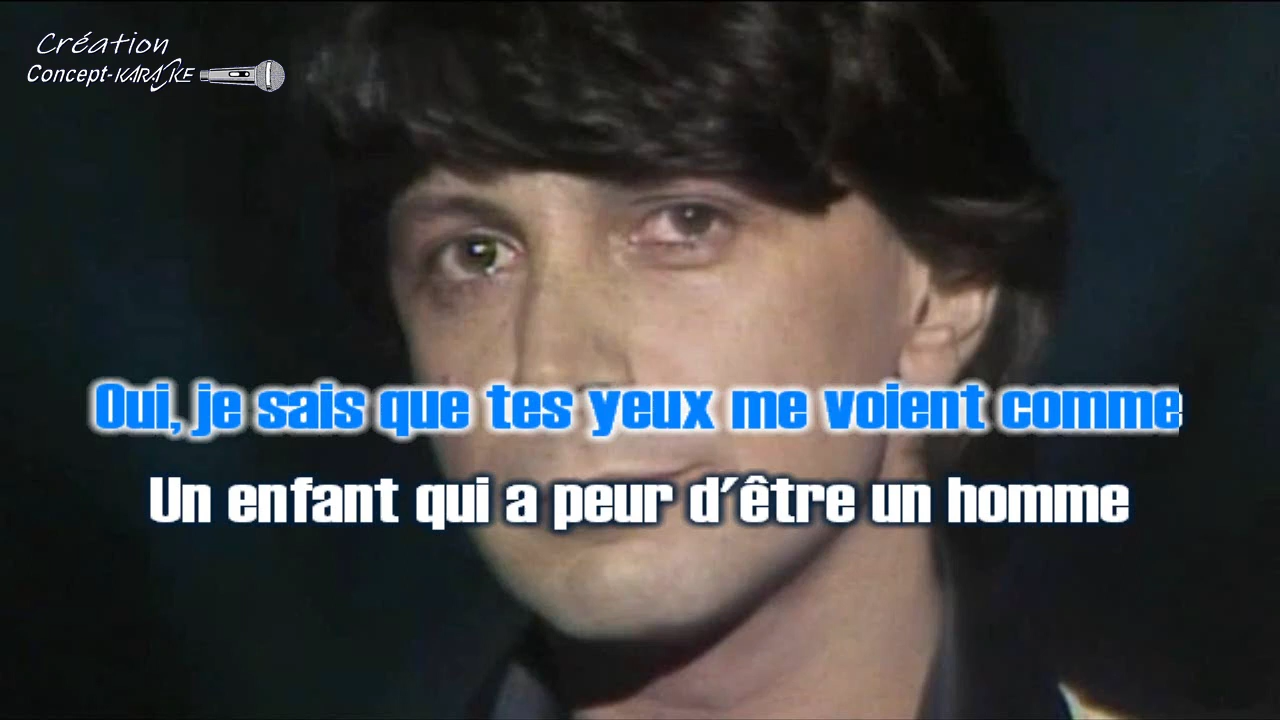 Création
Concept-KARAOKE
Oui, je sais que tes yeux me voient comme
Un enfant qui a peur d'être un homme